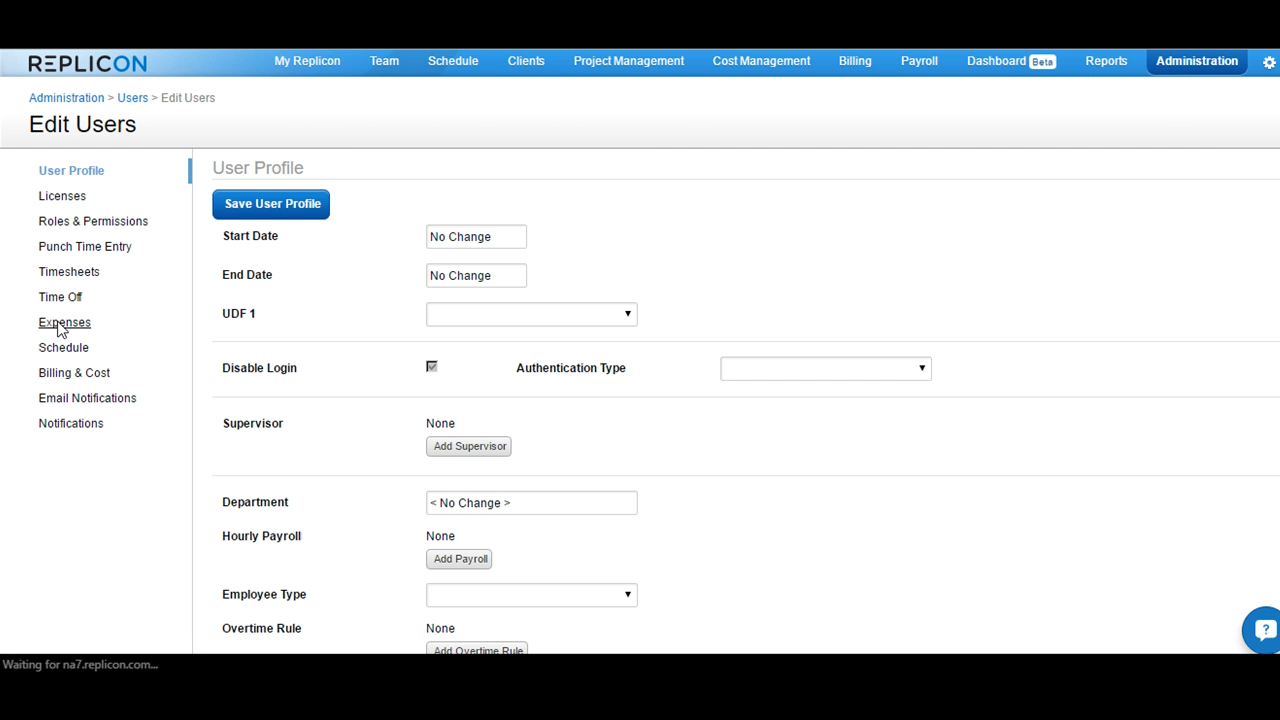 REPLICON My Replicon Team Schedule Clients Project Management Cost Management Billing Payroll Dashboard Beta Reports Administration
Administration > Users > Edit Users
Edit Users
User Profile
Licenses
Roles & Permissions
Punch Time Entry
Timesheets
Time Off
Expenses
Schedule
Billing & Cost
Email Notifications
Notifications
User Profile
Save User Profile
Start Date No Change
End Date No Change
UDF 1
Disable Login Authentication Type
Supervisor None
Add Supervisor
Department < No Change >
Hourly Payroll None
Add Payroll
Employee Type
Overtime Rule None
Add Overtime Rule
?
Waiting for na7.replicon.com...